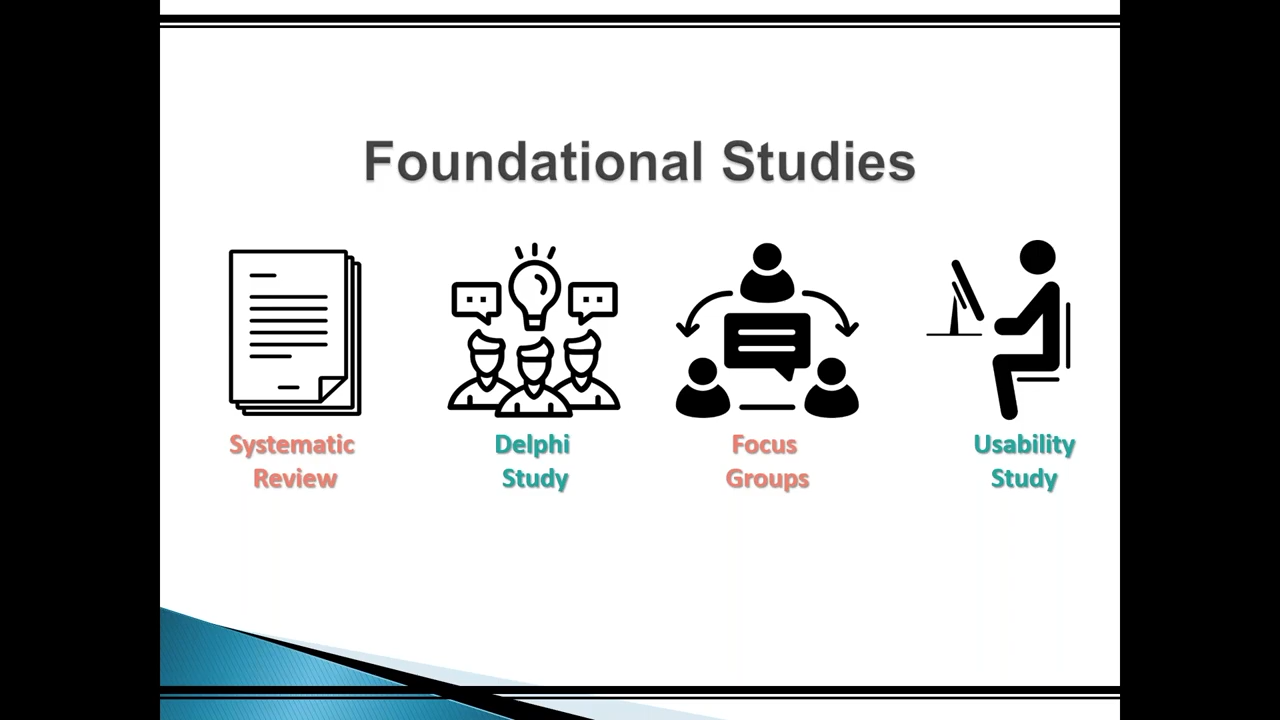 Foundational Studies
Systematic
Review
Delphi
Study
Focus
Groups
Usability
Study